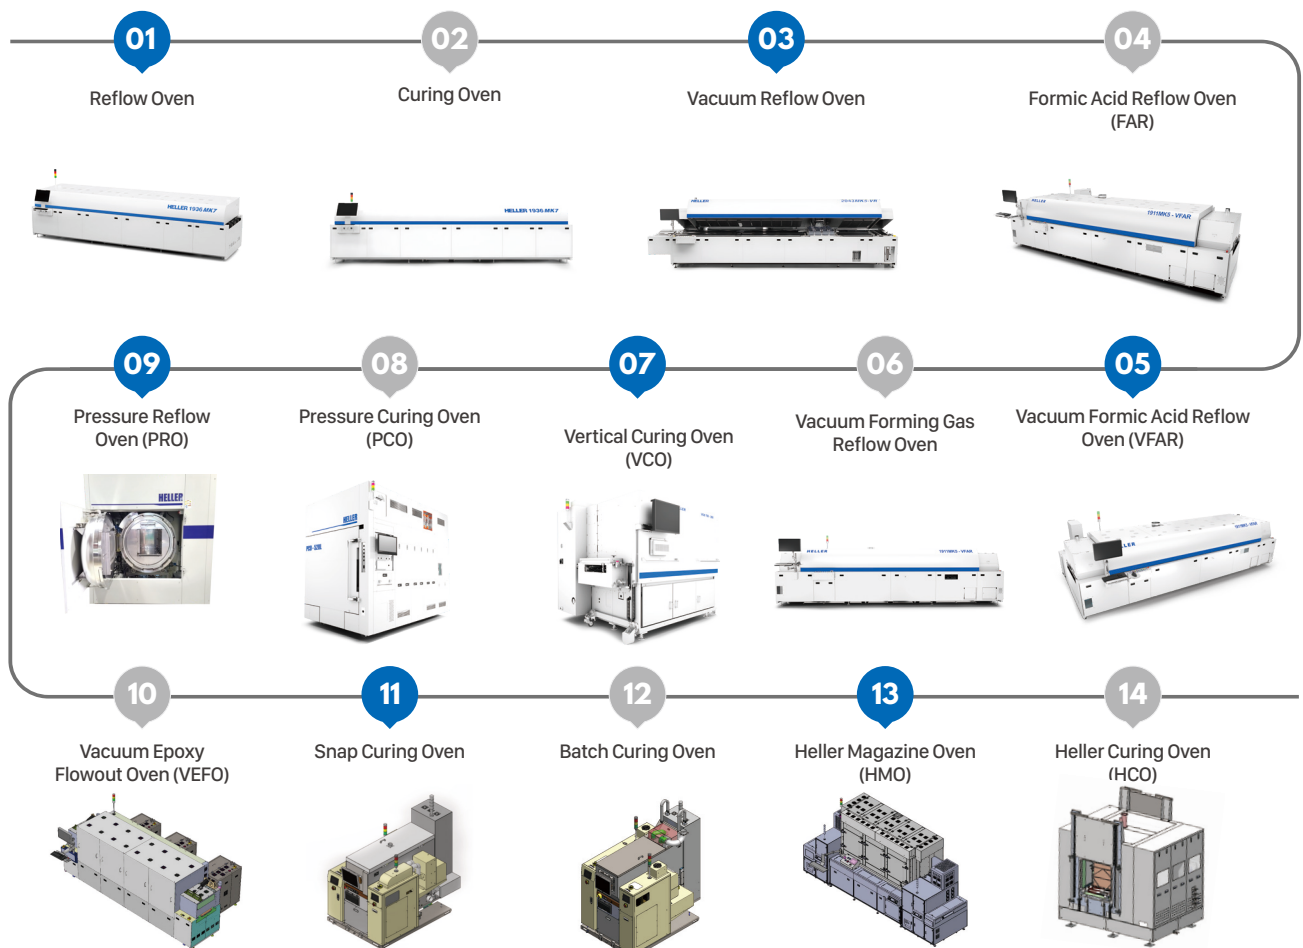 01
02
03
04
Reflow Oven
Curing Oven
Vacuum Reflow Oven
Formic Acid Reflow Oven
(FAR)
HELLER 1936 MK7
HELLER 1936 MK7
HELLER
HELLER
1911MK5 - VFAR
09
08
07
06
05
Pressure Reflow
Oven (PRO)
Pressure Curing Oven
(PCO)
Vertical Curing Oven
(VCO)
Vacuum Forming Gas
Reflow Oven
Vacuum Formic Acid Reflow
Oven (VFAR)
HELLER
HELLER
HELLER
1911MK5 - VFAR
10
11
12
13
14
Vacuum Epoxy
Flowout Oven (VEFO)
Snap Curing Oven
Batch Curing Oven
Heller Magazine Oven
(HMO)
Heller Curing Oven
(HCO)